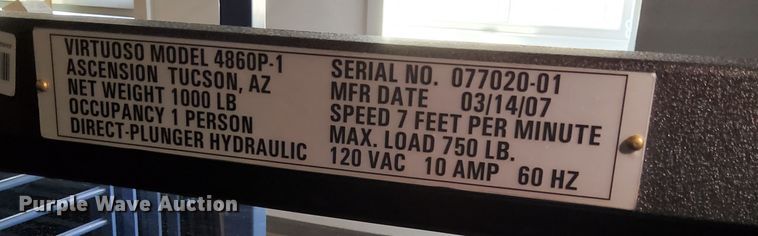 VIRTUOSO MODEL 4860P-1
ASCENSION TUCSON, AZ
NET WEIGHT 1000 LB
OCCUPANCY 1 PERSON
DIRECT-PLUNGER HYDRAULIC
SERIAL NO. 077020-01
MFR DATE 03/14/07
SPEED 7 FEET PER MINUTE
MAX. LOAD 750 LB.
120 VAC 10 AMP 60 HZ
Purple Wave Auction